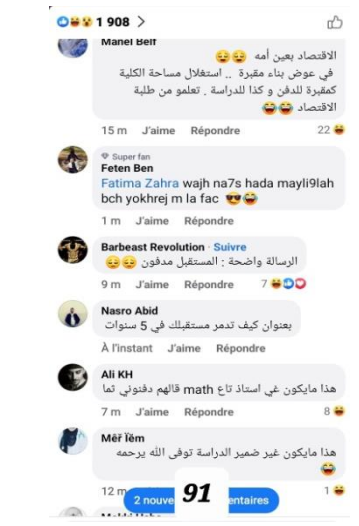 1 908
Manel Belf
الاقتصاد بعين أمه 😔😔
في عوض بناء مقبرة .. استغلال مساحة الكلية
كمقبرة للدفن و كذا للدراسة . تعلمو من طلبة
الاقتصاد 😂😂
15 m J'aime Répondre 22
Super fan
Feten Ben
Fatima Zahra wajh na7s hada mayli9lah
bch yokhrej m la fac 😎😂
1 m J'aime Répondre
Barbeast Revolution · Suivre
الرسالة واضحة : المستقبل مدفون 😔😔
9 m J'aime Répondre 7
Nasro Abid
بعنوان كيف تدمر مستقبلك في 5 سنوات
À l'instant J'aime Répondre
Ali KH
هذا مايكون غي استاذ تاع math قالهم دفنوني تما
7 m J'aime Répondre 8
Mêř Ïêm
هذا مايكون غير ضمير الدراسة توفى الله يرحمه
😂
12 m 1
2 nouve
91
entaires